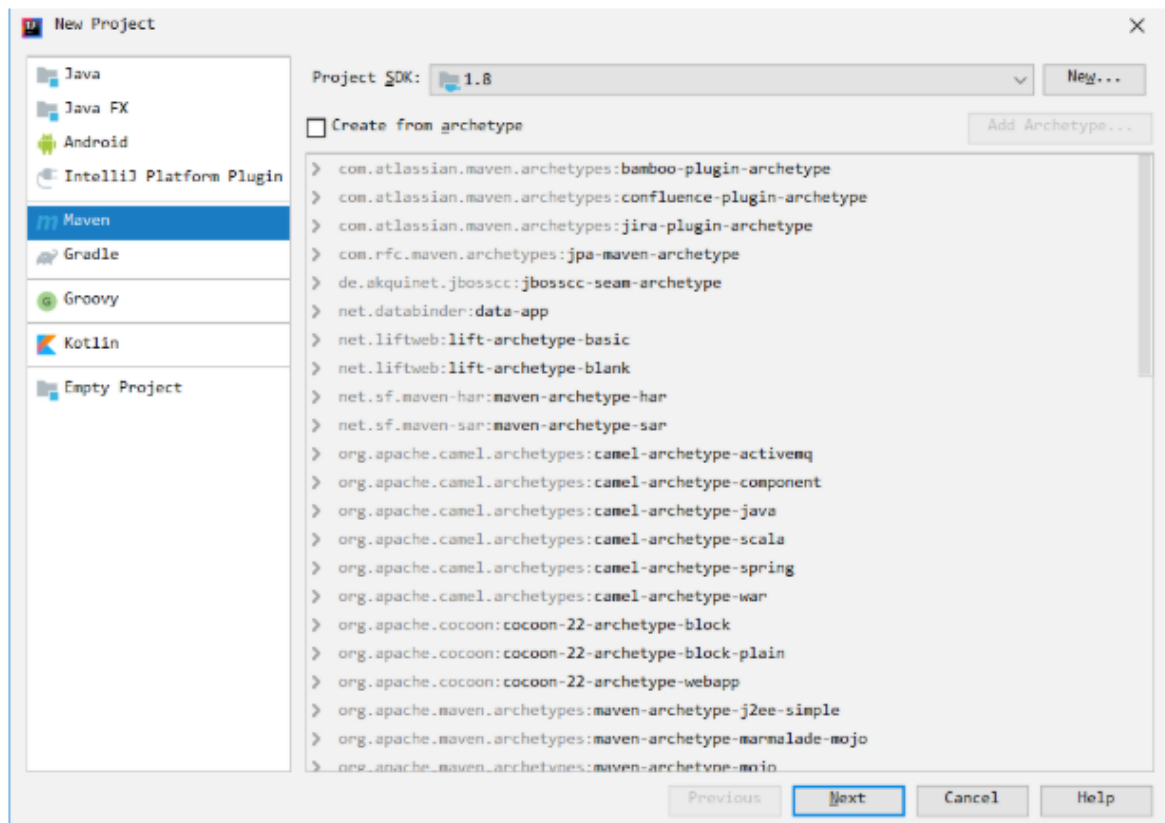 New Project
Java
Java FX
Android
IntelliJ Platform Plugin
Maven
Gradle
Groovy
Kotlin
Empty Project
Project SDK: 1.8 New...
Create from archetype Add Archetype...
com.atlassian.maven.archetypes:bamboo-plugin-archetype
com.atlassian.maven.archetypes:confluence-plugin-archetype
com.atlassian.maven.archetypes:jira-plugin-archetype
com.rfc.maven.archetypes:jpa-maven-archetype
de.akquinet.jbosscc:jbosscc-seam-archetype
net.databinder:data-app
net.liftweb:lift-archetype-basic
net.liftweb:lift-archetype-blank
net.sf.maven-har:maven-archetype-har
net.sf.maven-sar:maven-archetype-sar
org.apache.camel.archetypes:camel-archetype-activemq
org.apache.camel.archetypes:camel-archetype-component
org.apache.camel.archetypes:camel-archetype-java
org.apache.camel.archetypes:camel-archetype-scala
org.apache.camel.archetypes:camel-archetype-spring
org.apache.camel.archetypes:camel-archetype-war
org.apache.cocoon:cocoon-22-archetype-block
org.apache.cocoon:cocoon-22-archetype-block-plain
org.apache.cocoon:cocoon-22-archetype-webapp
org.apache.maven.archetypes:maven-archetype-j2ee-simple
org.apache.maven.archetypes:maven-archetype-marmalade-mojo
org.apache.maven.archetypes:maven-archetype-mojo
Previous Next Cancel Help